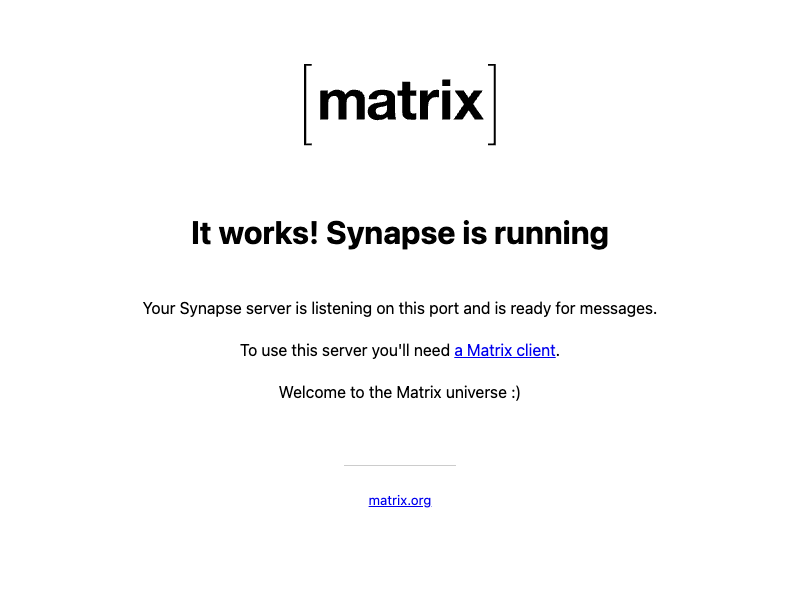 [matrix]
It works! Synapse is running
Your Synapse server is listening on this port and is ready for messages.
To use this server you'll need a Matrix client.
Welcome to the Matrix universe :)
matrix.org